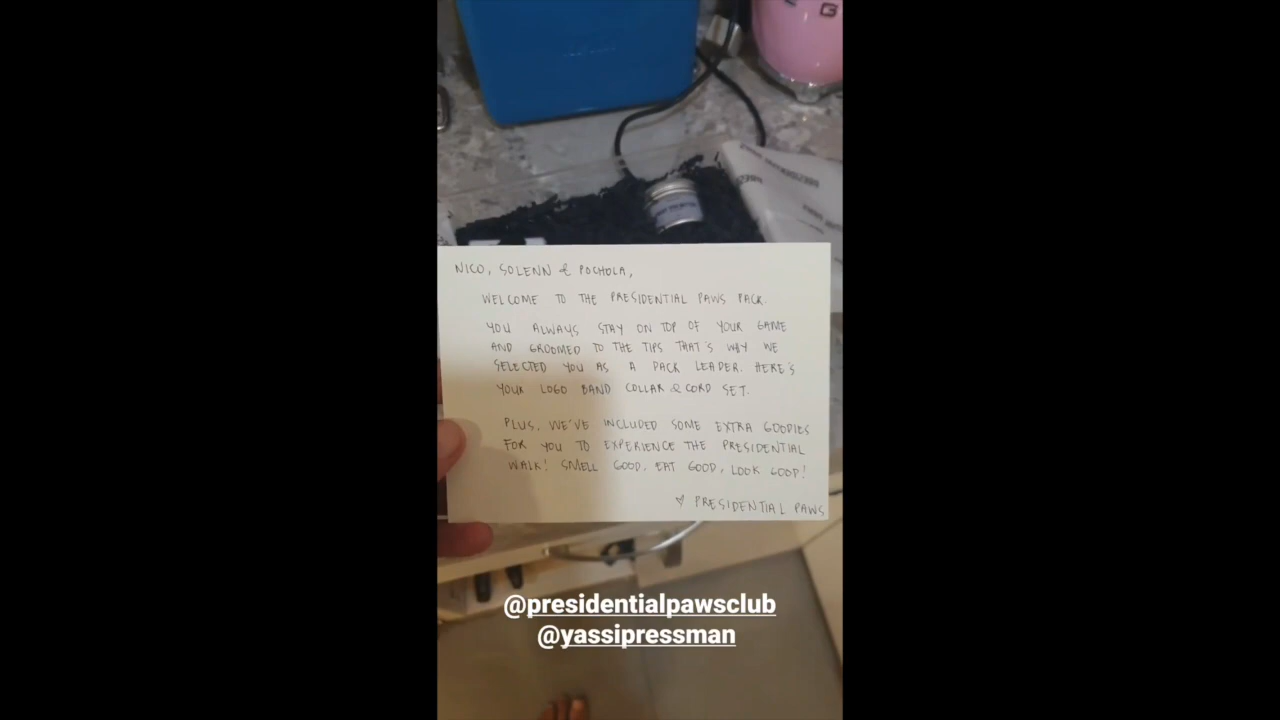 NICO, SOLENN & POCHOLA,
WELCOME TO THE PRESIDENTIAL PAWS PACK.
YOU ALWAYS STAY ON TOP OF YOUR GAME
AND GROOMED TO THE TIPS THAT'S WHY WE
SELECTED YOU AS A PACK LEADER. HERE'S
YOUR LOGO BAND COLLAR & CORD SET.
PLUS, WE'VE INCLUDED SOME EXTRA GOODIES
FOR YOU TO EXPERIENCE THE PRESIDENTIAL
WALK! SMELL GOOD, EAT GOOD, LOOK GOOD!
♥ PRESIDENTIAL PAWS
@presidentialpawsclub
@yassipressman